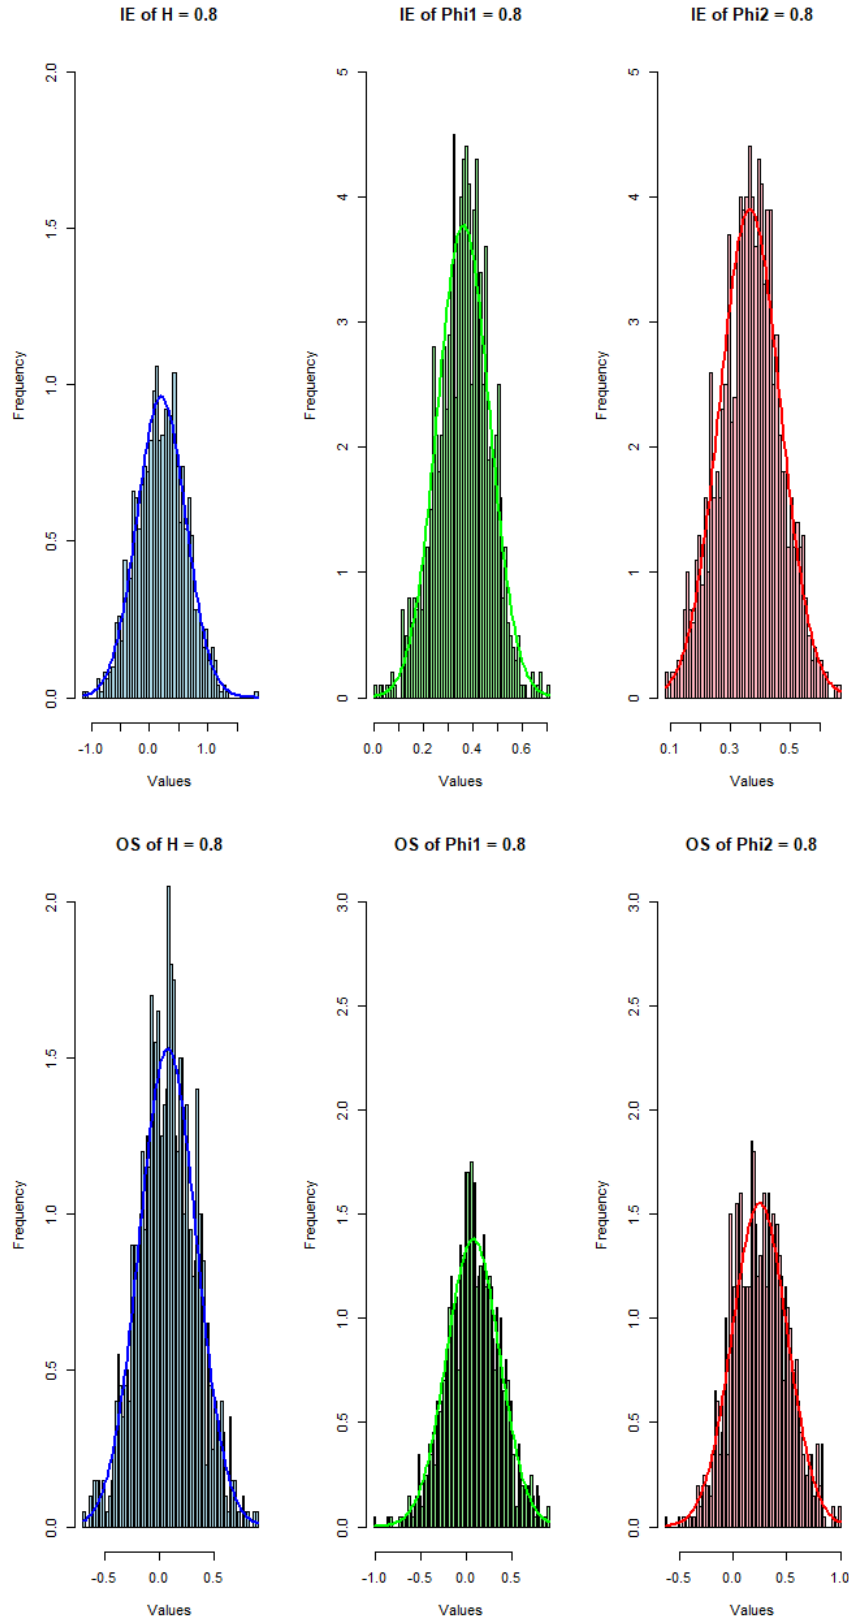 IE of H = 0.8
IE of Phi1 = 0.8
IE of Phi2 = 0.8
2.0
1.5
1.0
0.5
0.0
Frequency
-1.0 0.0 1.0
Values
5
4
3
2
1
0
Frequency
0.0 0.2 0.4 0.6
Values
5
4
3
2
1
0
Frequency
0.1 0.3 0.5
Values
OS of H = 0.8
OS of Phi1 = 0.8
OS of Phi2 = 0.8
2.0
1.5
1.0
0.5
0.0
Frequency
-0.5 0.0 0.5
Values
3.0
2.5
2.0
1.5
1.0
0.5
0.0
Frequency
-1.0 -0.5 0.0 0.5
Values
3.0
2.5
2.0
1.5
1.0
0.5
0.0
Frequency
-0.5 0.0 0.5 1.0
Values